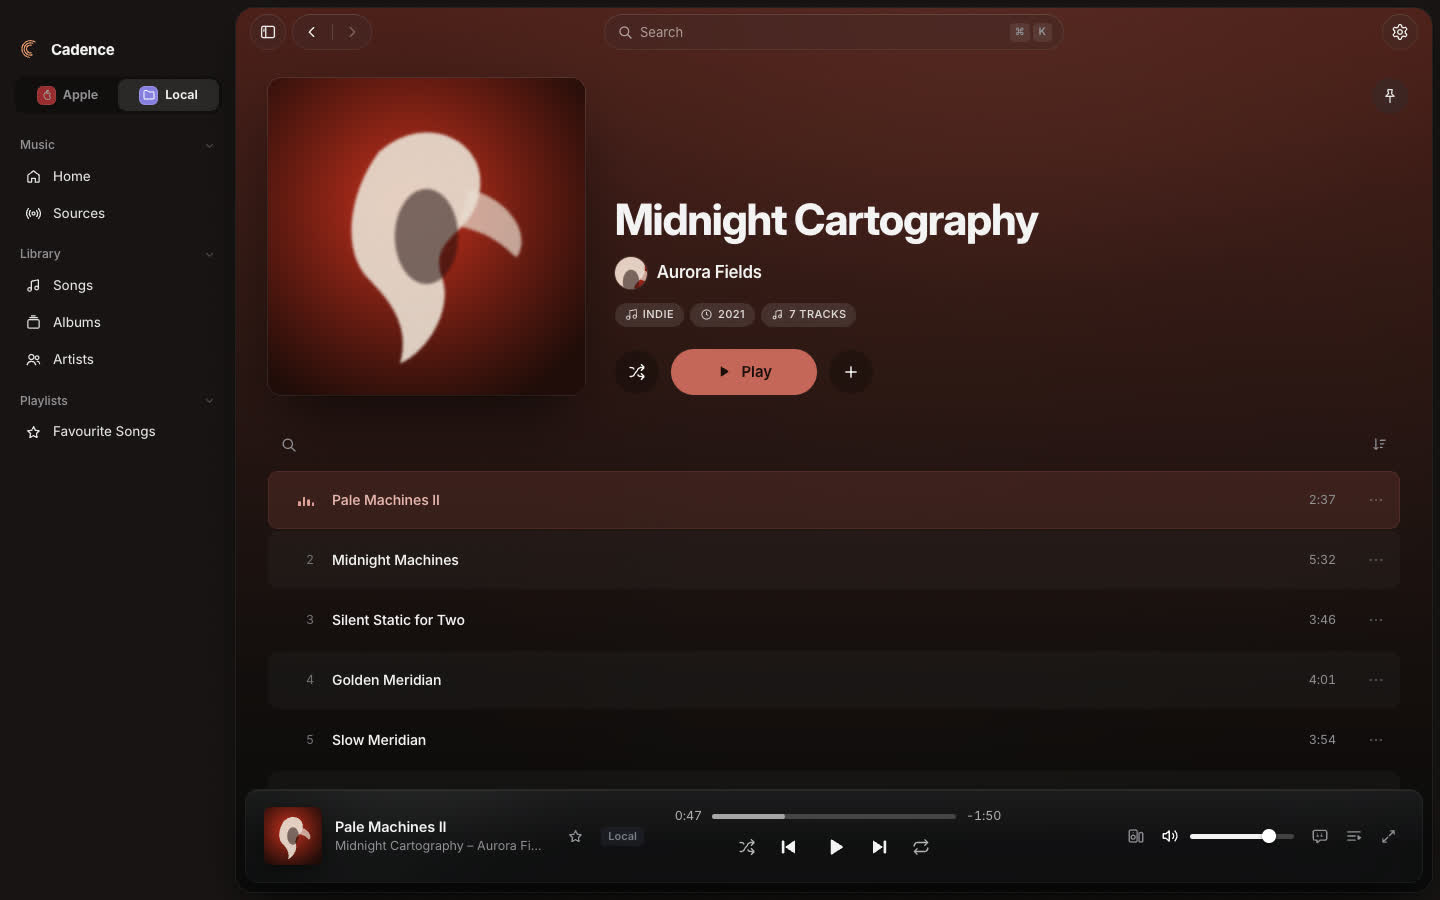 Cadence
Apple
Local
Music
Home
Sources
Library
Songs
Albums
Artists
Playlists
Favourite Songs
Search
⌘ K
Midnight Cartography
Aurora Fields
INDIE
2021
7 TRACKS
Play
Pale Machines II 2:37
2 Midnight Machines 5:32
3 Silent Static for Two 3:46
4 Golden Meridian 4:01
5 Slow Meridian 3:54
Pale Machines II
Midnight Cartography – Aurora Fi...
Local
0:47
-1:50